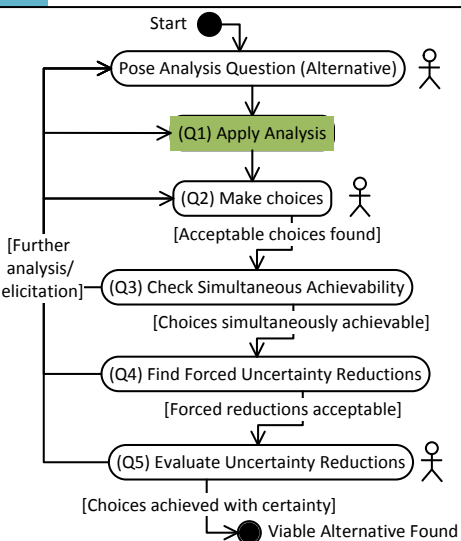 Start
Pose Analysis Question (Alternative)
(Q1) Apply Analysis
(Q2) Make choices
[Acceptable choices found]
[Further
analysis/
elicitation]
(Q3) Check Simultaneous Achievability
[Choices simultaneously achievable]
(Q4) Find Forced Uncertainty Reductions
[Forced reductions acceptable]
(Q5) Evaluate Uncertainty Reductions
[Choices achieved with certainty]
Viable Alternative Found